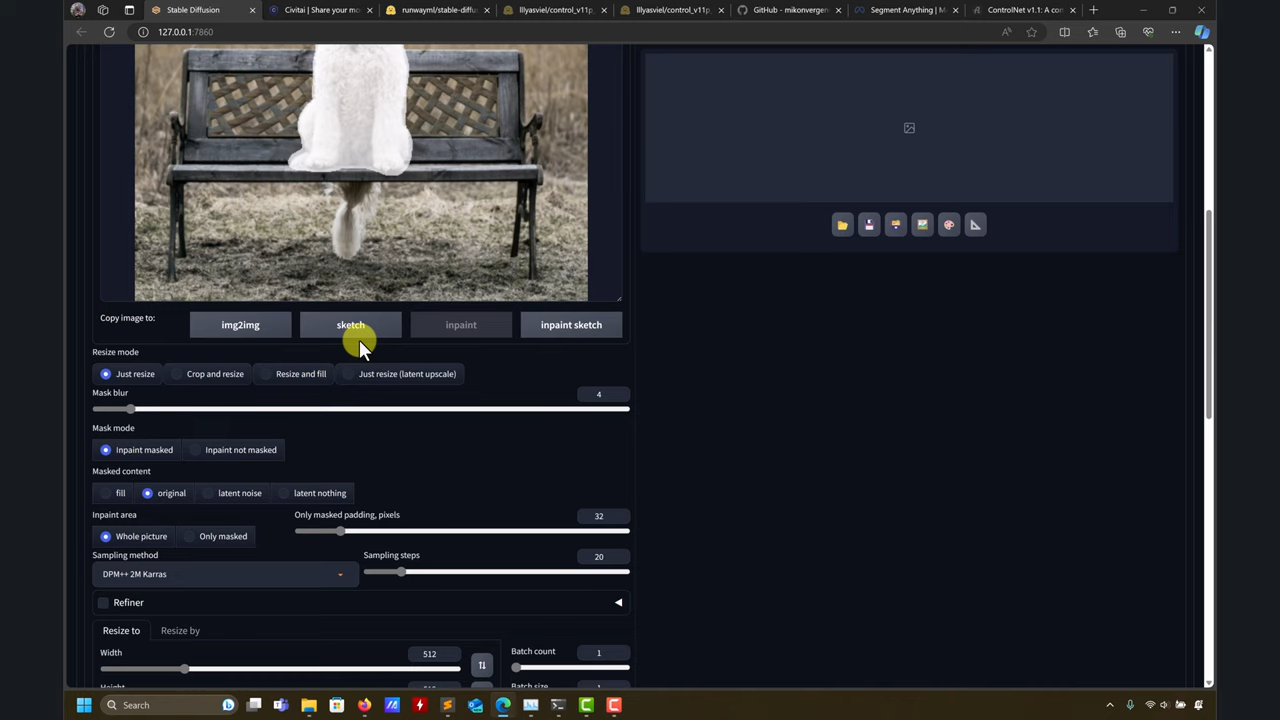 Stable Diffusion
Civitai | Share your mo
runwayml/stable-diffu
lllyasviel/control_v11p
lllyasviel/control_v11p
GitHub - mikonvergen
Segment Anything | M
ControlNet v1.1: A con
127.0.0.1:7860
Copy image to:
img2img
sketch
inpaint
inpaint sketch
Resize mode
Just resize
Crop and resize
Resize and fill
Just resize (latent upscale)
Mask blur
4
Mask mode
Inpaint masked
Inpaint not masked
Masked content
fill
original
latent noise
latent nothing
Inpaint area
Whole picture
Only masked
Only masked padding, pixels
32
Sampling method
DPM++ 2M Karras
Sampling steps
20
Refiner
Resize to
Resize by
Width
512
Batch count
1
Height
Batch size
Search